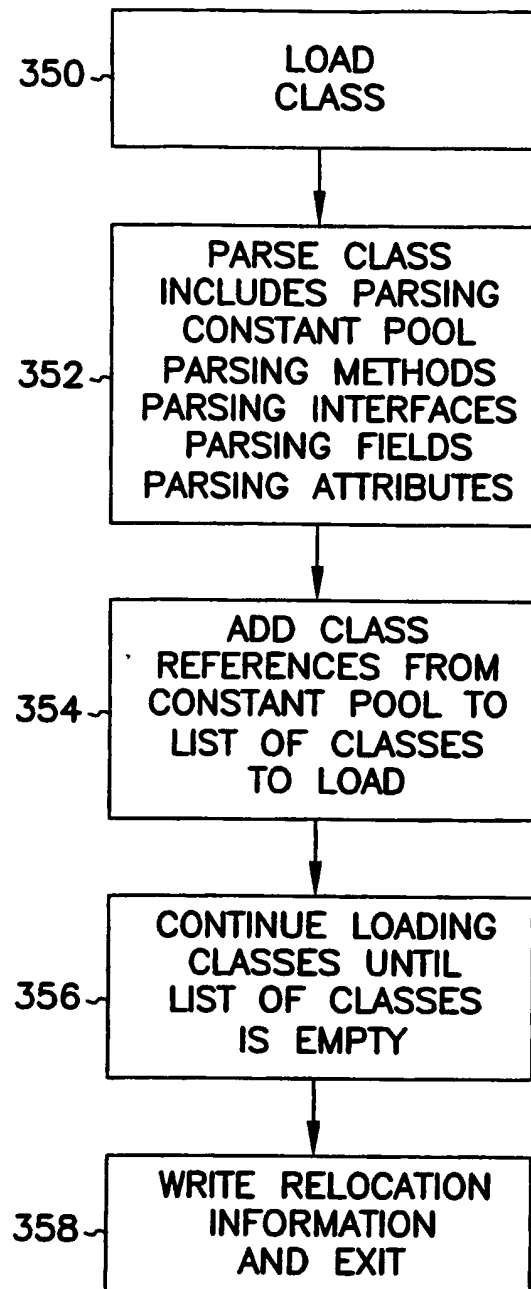 350
LOAD
CLASS
352
PARSE CLASS
INCLUDES PARSING
CONSTANT POOL
PARSING METHODS
PARSING INTERFACES
PARSING FIELDS
PARSING ATTRIBUTES
354
ADD CLASS
REFERENCES FROM
CONSTANT POOL TO
LIST OF CLASSES
TO LOAD
356
CONTINUE LOADING
CLASSES UNTIL
LIST OF CLASSES
IS EMPTY
358
WRITE RELOCATION
INFORMATION
AND EXIT